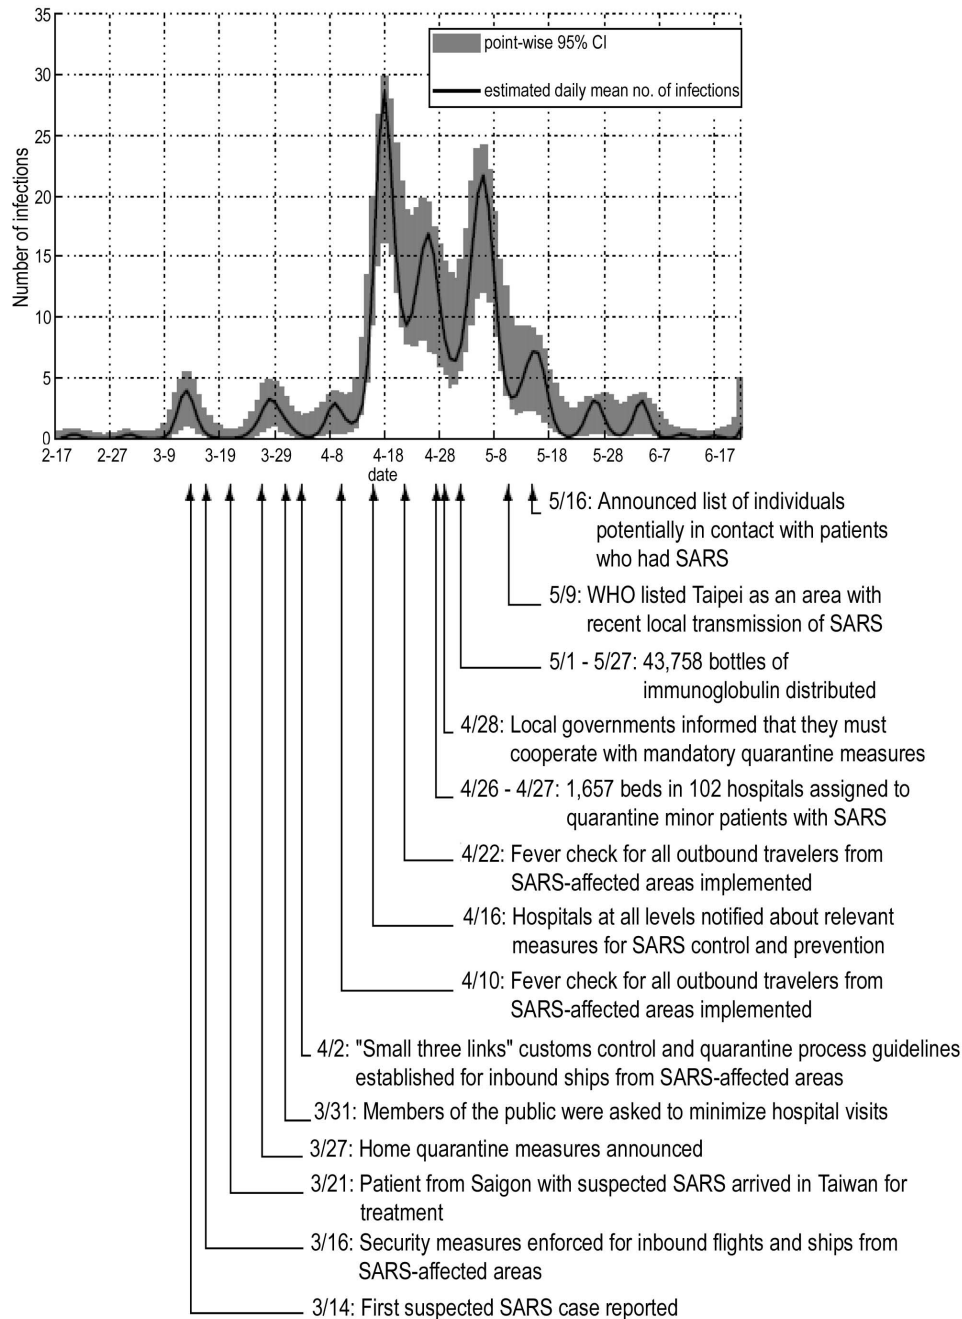 35
point-wise 95% CI
30
estimated daily mean no. of infections
25
20
Number of infections
15
10
5
0
2-17 2-27 3-9 3-19 3-29 4-8 4-18 4-28 5-8 5-18 5-28 6-7 6-17
date
5/16: Announced list of individuals
potentially in contact with patients
who had SARS
5/9: WHO listed Taipei as an area with
recent local transmission of SARS
5/1 - 5/27: 43,758 bottles of
immunoglobulin distributed
4/28: Local governments informed that they must
cooperate with mandatory quarantine measures
4/26 - 4/27: 1,657 beds in 102 hospitals assigned to
quarantine minor patients with SARS
4/22: Fever check for all outbound travelers from
SARS-affected areas implemented
4/16: Hospitals at all levels notified about relevant
measures for SARS control and prevention
4/10: Fever check for all outbound travelers from
SARS-affected areas implemented
4/2: "Small three links" customs control and quarantine process guidelines
established for inbound ships from SARS-affected areas
3/31: Members of the public were asked to minimize hospital visits
3/27: Home quarantine measures announced
3/21: Patient from Saigon with suspected SARS arrived in Taiwan for
treatment
3/16: Security measures enforced for inbound flights and ships from
SARS-affected areas
3/14: First suspected SARS case reported